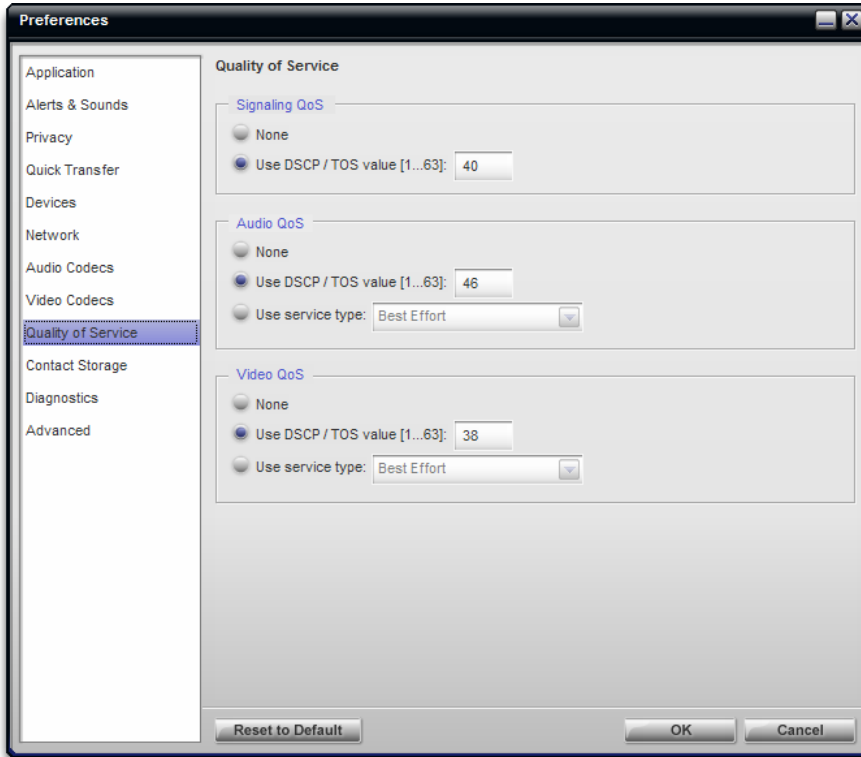 Preferences
Application
Alerts & Sounds
Privacy
Quick Transfer
Devices
Network
Audio Codecs
Video Codecs
Quality of Service
Contact Storage
Diagnostics
Advanced
Quality of Service
Signaling QoS
None
Use DSCP / TOS value [1...63]: 40
Audio QoS
None
Use DSCP / TOS value [1...63]: 46
Use service type: Best Effort
Video QoS
None
Use DSCP / TOS value [1...63]: 38
Use service type: Best Effort
Reset to Default OK Cancel